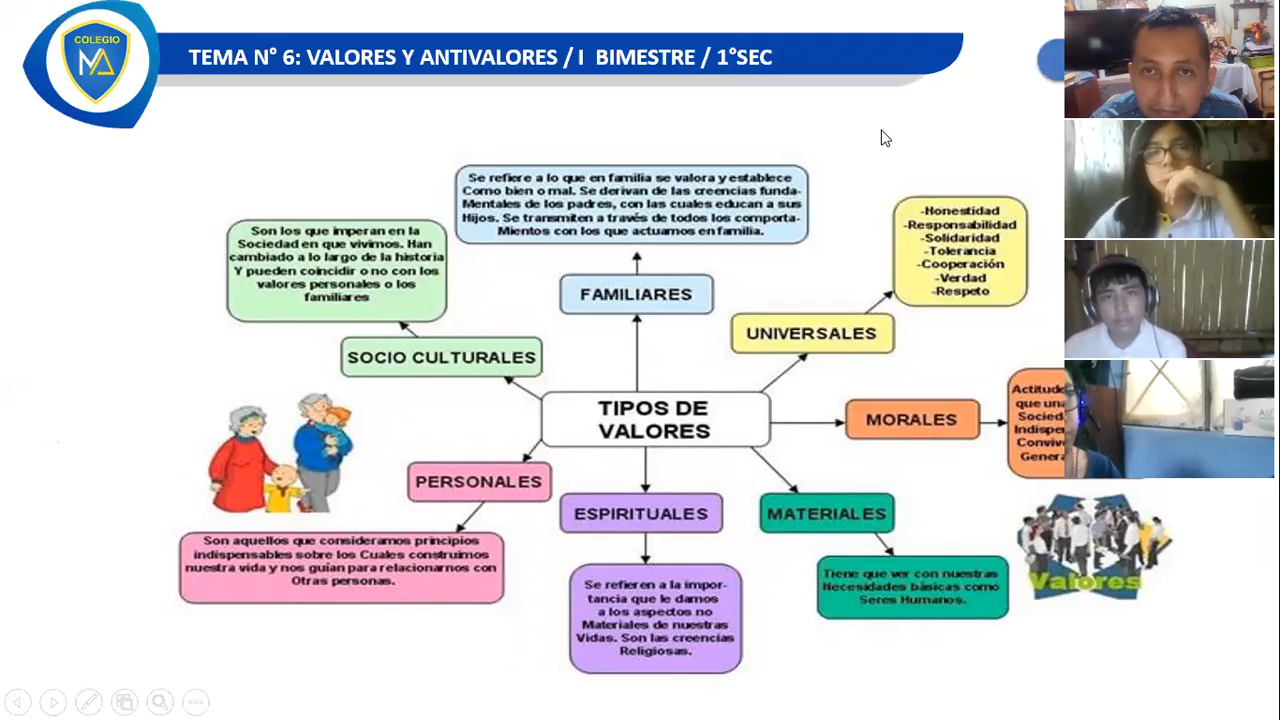 COLEGIO
MA
TEMA N° 6: VALORES Y ANTIVALORES / I BIMESTRE / 1°SEC
Se refiere a lo que en familia se valora y establece
Como bien o mal. Se derivan de las creencias funda-
Mentales de los padres, con las cuales educan a sus
Hijos. Se transmiten a través de todos los comporta-
Mientos con los que actuamos en familia.
FAMILIARES
Son los que imperan en la
Sociedad en que vivimos. Han
cambiado a lo largo de la historia
Y pueden coincidir o no con los
valores personales o los
familiares
SOCIO CULTURALES
-Honestidad
-Responsabilidad
-Solidaridad
-Tolerancia
-Cooperación
-Verdad
-Respeto
UNIVERSALES
TIPOS DE
VALORES
MORALES
que una
General
PERSONALES
Son aquellos que consideramos principios
indispensables sobre los Cuales construimos
nuestra vida y nos guían para relacionarnos con
Otras personas.
ESPIRITUALES
Se refieren a la impor-
tancia que le damos
a los aspectos no
Materiales de nuestras
Vidas. Son las creencias
Religiosas.
MATERIALES
Tiene que ver con nuestras
Necesidades básicas como
Seres Humanos.
Valores